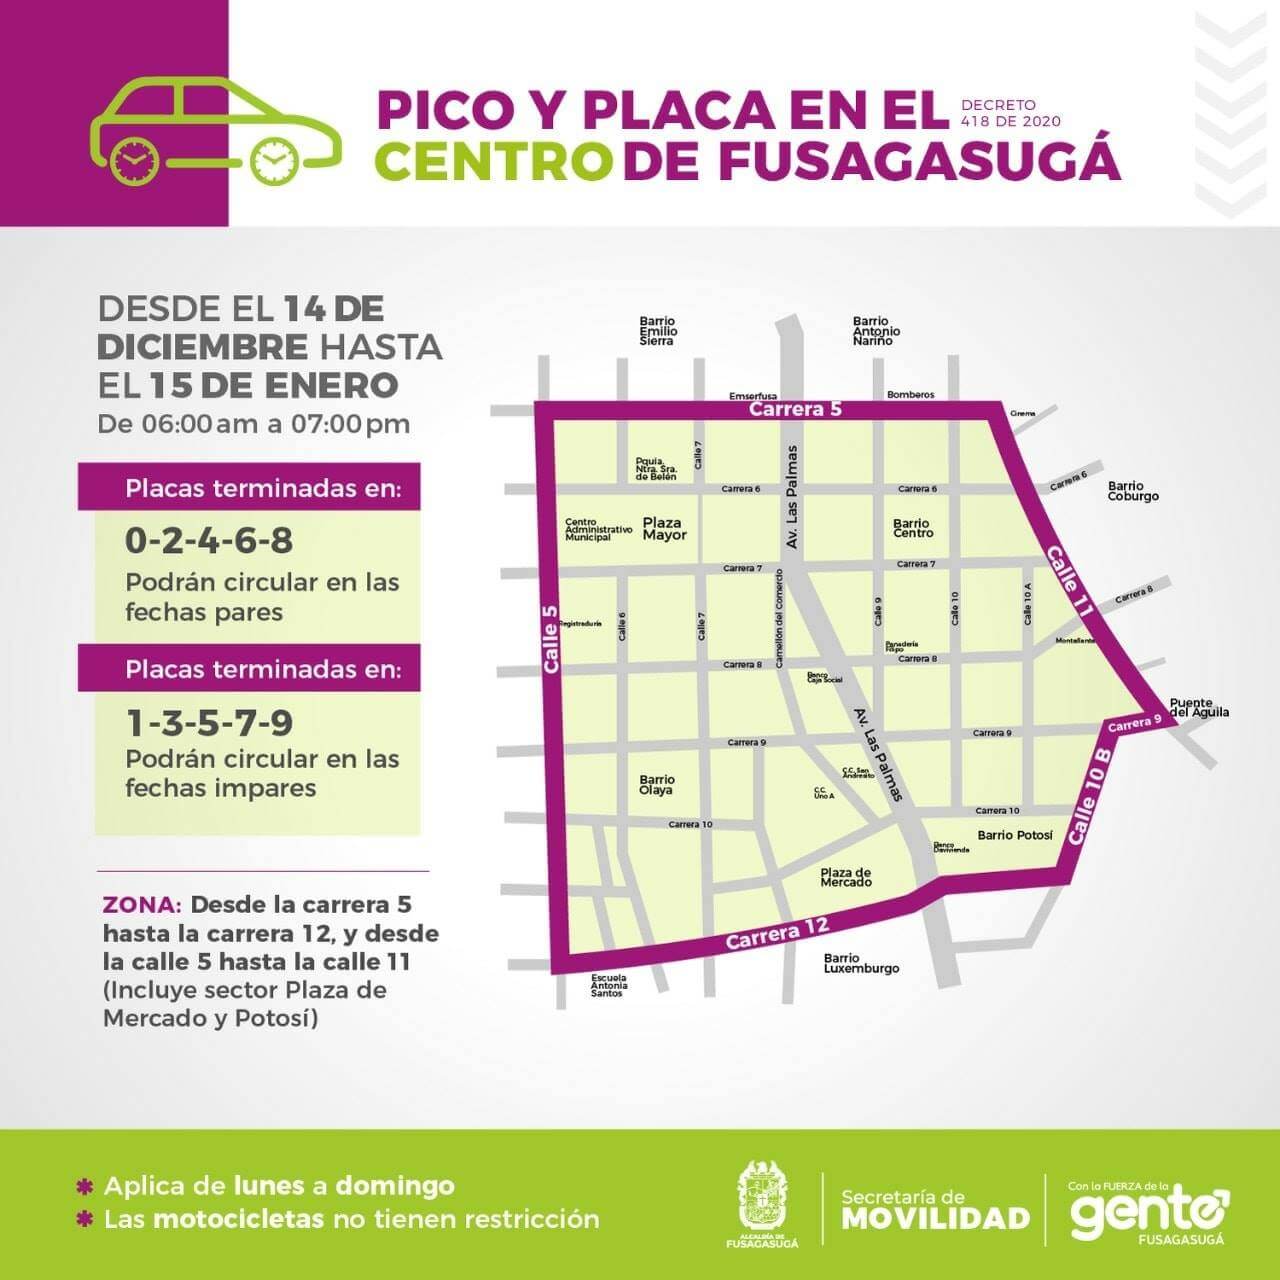 PICO Y PLACA EN EL
CENTRO DE FUSAGASUGÁ
DECRETO
418 DE 2020
DESDE EL 14 DE
DICIEMBRE HASTA
EL 15 DE ENERO
De 06:00 am a 07:00 pm
Placas terminadas en:
0-2-4-6-8
Podrán circular en las
fechas pares
Placas terminadas en:
1-3-5-7-9
Podrán circular en las
fechas impares
ZONA: Desde la carrera 5
hasta la carrera 12, y desde
la calle 5 hasta la calle 11
(Incluye sector Plaza de
Mercado y Potosí)
Barrio
Emilio
Sierra
Barrio
Antonio
Nariño
Emserfusa
Bomberos
Carrera 5
Cinema
Calle 7
Av. Las Palmas
Pquia.
Ntra. Sra.
de Belén
Carrera 6
Carrera 6
Carrera 6
Barrio
Coburgo
Centro
Administrativo
Municipal
Plaza
Mayor
Barrio
Centro
Carrera 7
Carrera 7
Calle 11
Calle 5
Registraduría
Calle 6
Calle 7
Camellón del Comercio
Calle 9
Calle 10
Calle 10 A
Carrera 8
Panadería
Filipo
Montallantas
Carrera 8
Carrera 8
Banco
Caja Social
Puente
del Aguila
Av. Las Palmas
Carrera 9
Carrera 9
Carrera 9
C.C. San
Andresito
Barrio
Olaya
C.C.
Uno A
Calle 10 B
Carrera 10
Carrera 10
Barrio Potosí
Banco
Davivienda
Plaza de
Mercado
Carrera 12
Barrio
Luxemburgo
Escuela
Antonia
Santos
* Aplica de lunes a domingo
* Las motocicletas no tienen restricción
ALCALDÍA DE
FUSAGASUGÁ
Secretaría de
MOVILIDAD
Con la FUERZA de la
gente
FUSAGASUGÁ